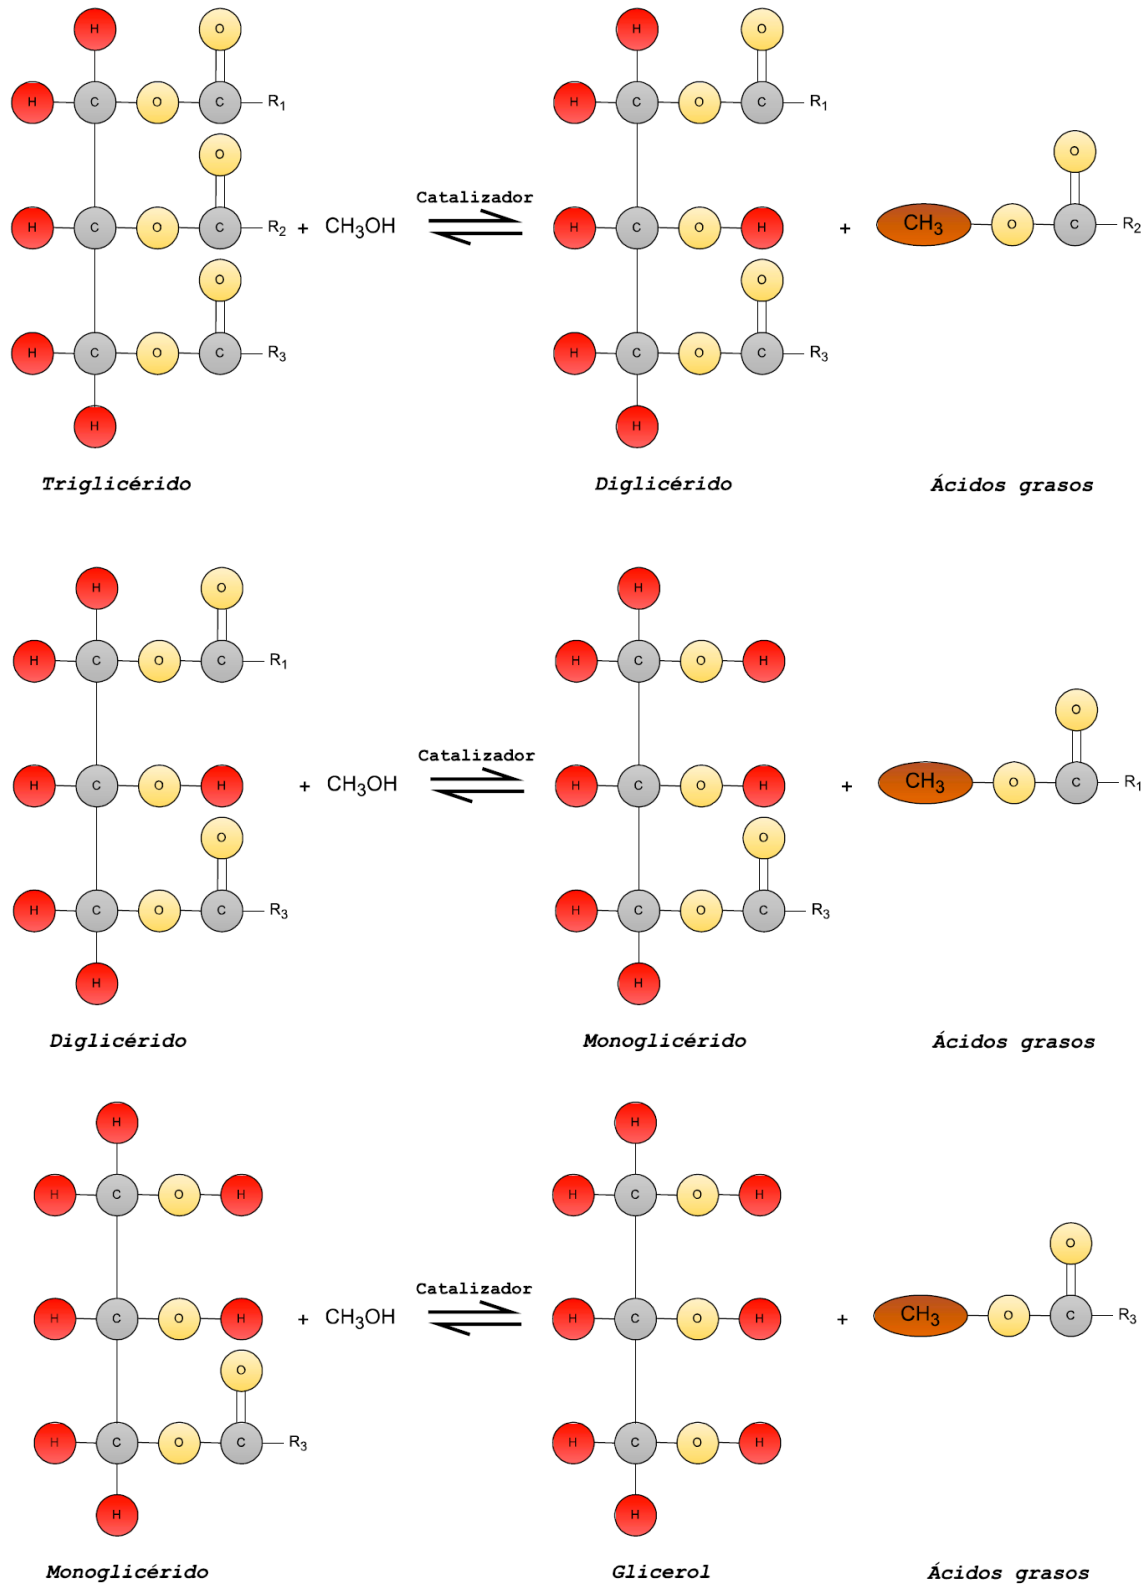 H O
H C O C R₁
O
Catalizador
H C O C R₂ + CH₃OH
O
H C O C R₃
H
H O
H C O C R₁
O
H C O H + CH₃ O C R₂
O
H C O C R₃
H
Triglicérido Diglicérido Ácidos grasos
H O
H C O C R₁
Catalizador
H C O H + CH₃OH
O
H C O C R₃
H
H
H C O H
O
H C O H + CH₃ O C R₁
O
H C O C R₃
H
Diglicérido Monoglicérido Ácidos grasos
H
H C O H
Catalizador
H C O H + CH₃OH
O
H C O C R₃
H
H
H C O H
O
H C O H + CH₃ O C R₃
H C O H
H
Monoglicérido Glicerol Ácidos grasos